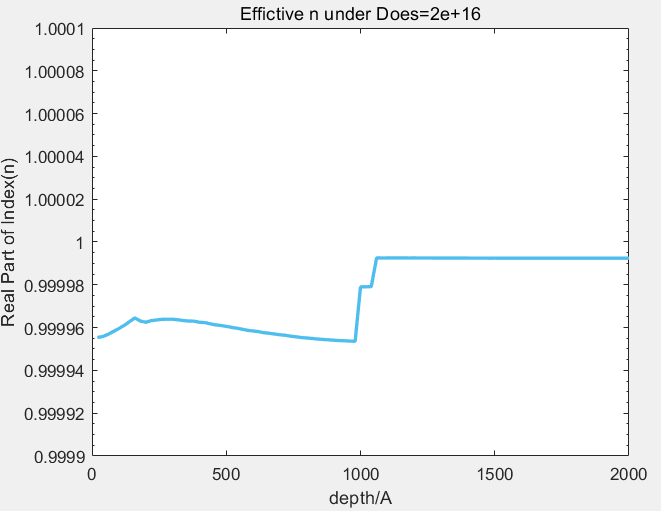 Effictive n under Does=2e+16
1.0001
1.00008
1.00006
1.00004
1.00002
1
0.99998
0.99996
0.99994
0.99992
0.9999
Real Part of Index(n)
0 500 1000 1500 2000
depth/A